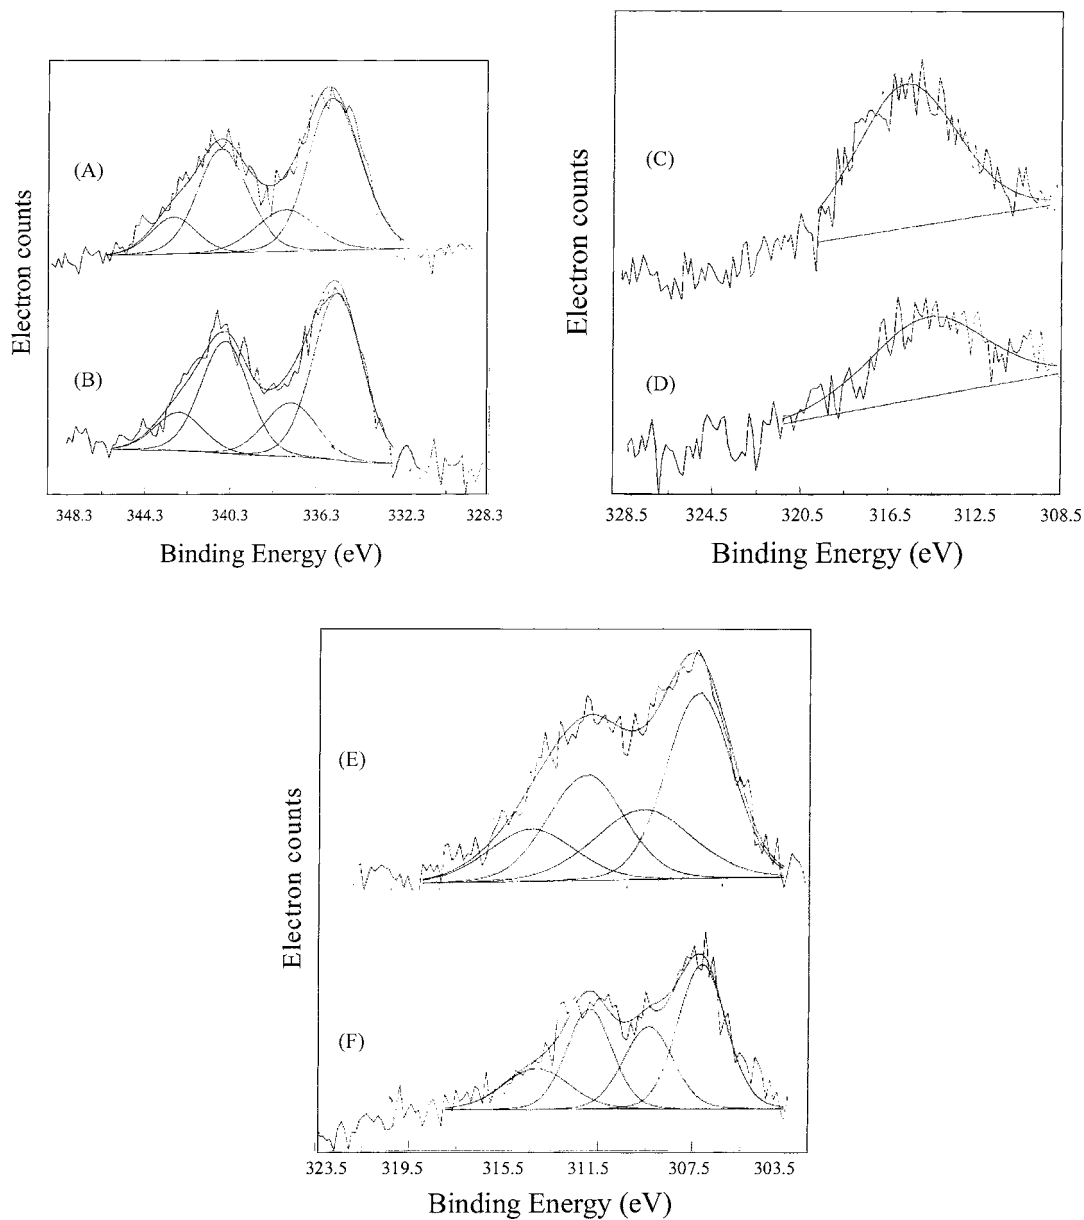 (A)
(B)
Electron counts
348.3 344.3 340.3 336.3 332.3 328.3
Binding Energy (eV)
(C)
(D)
Electron counts
328.5 324.5 320.5 316.5 312.5 308.5
Binding Energy (eV)
(E)
(F)
Electron counts
323.5 319.5 315.5 311.5 307.5 303.5
Binding Energy (eV)